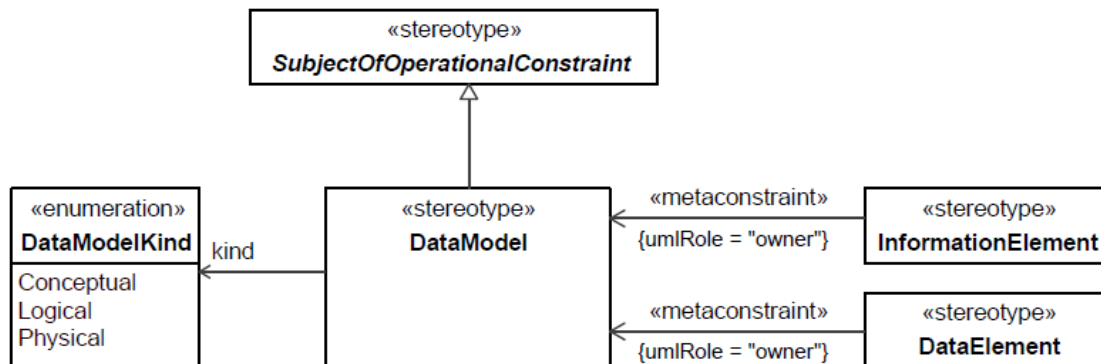 «stereotype»
SubjectOfOperationalConstraint
«enumeration»
DataModelKind
Conceptual
Logical
Physical
kind
«stereotype»
DataModel
«metaconstraint»
{umlRole = "owner"}
«stereotype»
InformationElement
«metaconstraint»
{umlRole = "owner"}
«stereotype»
DataElement